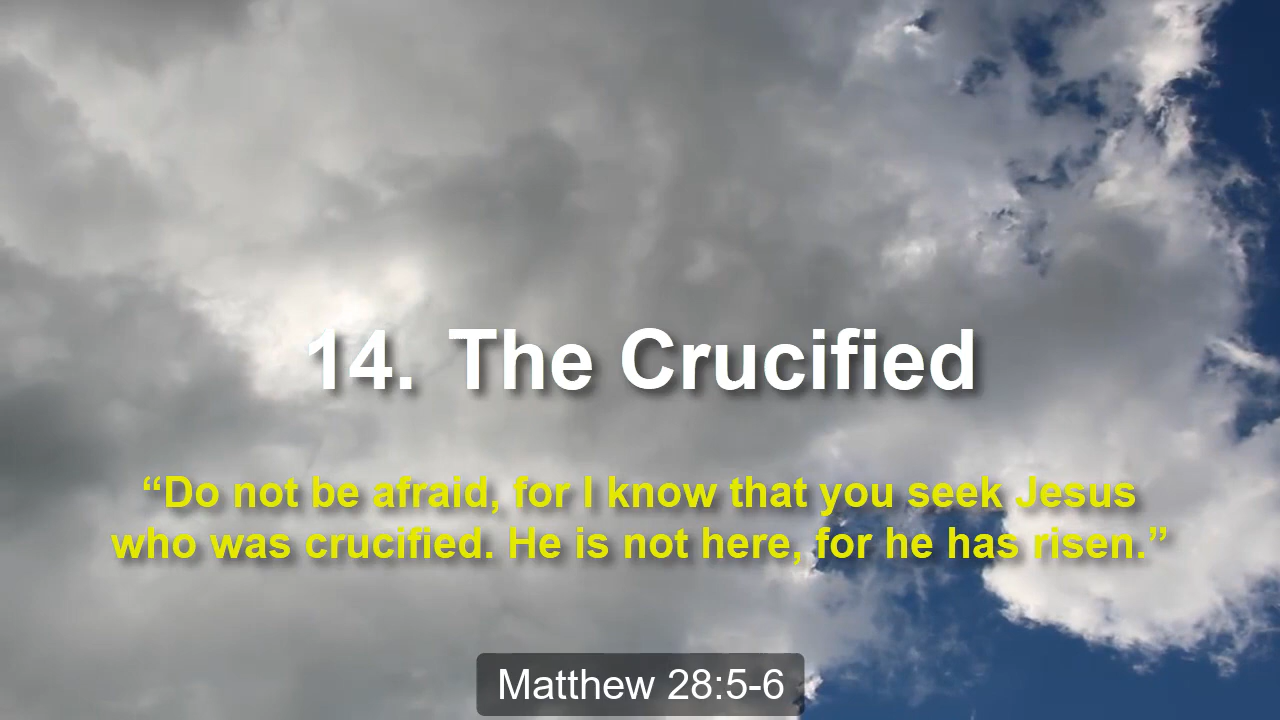 14. The Crucified
“Do not be afraid, for I know that you seek Jesus
who was crucified. He is not here, for he has risen.”
Matthew 28:5-6